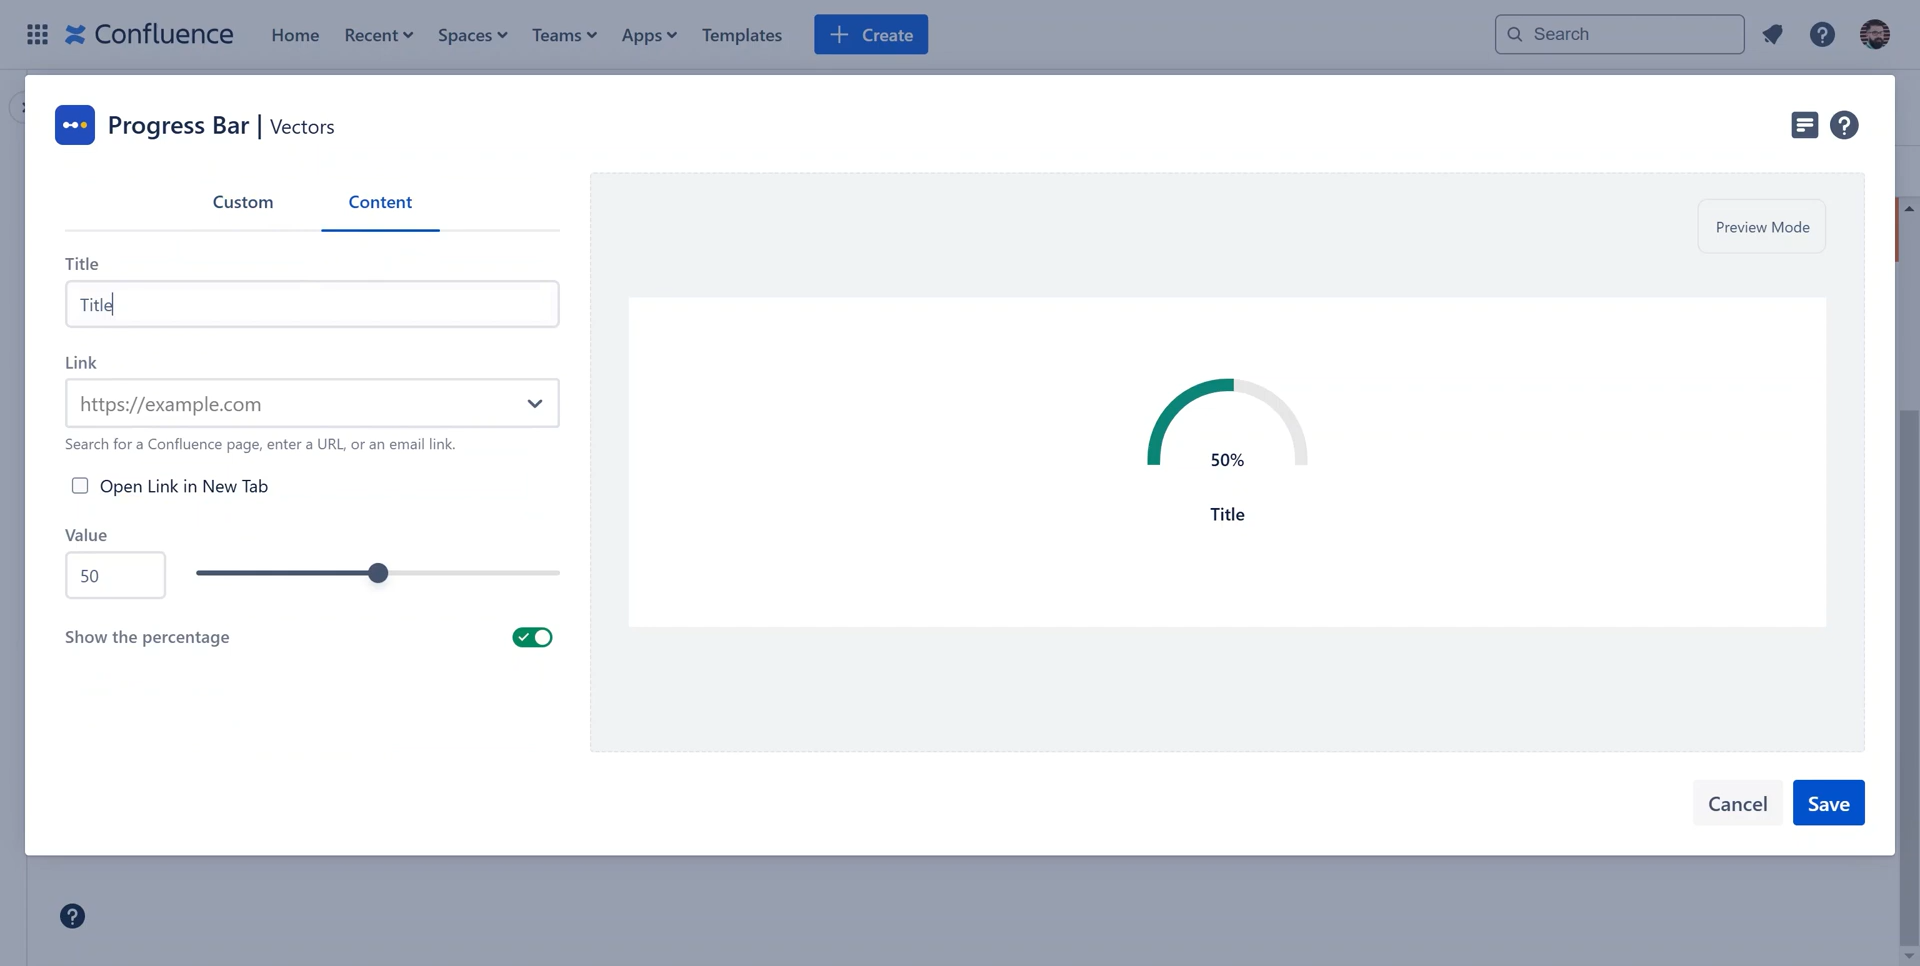 Confluence
Home
Recent
Spaces
Teams
Apps
Templates
Create
Search
Progress Bar | Vectors
Custom
Content
Title
Title
Link
https://example.com
Search for a Confluence page, enter a URL, or an email link.
Open Link in New Tab
Value
50
Show the percentage
Preview Mode
50%
Title
Cancel
Save